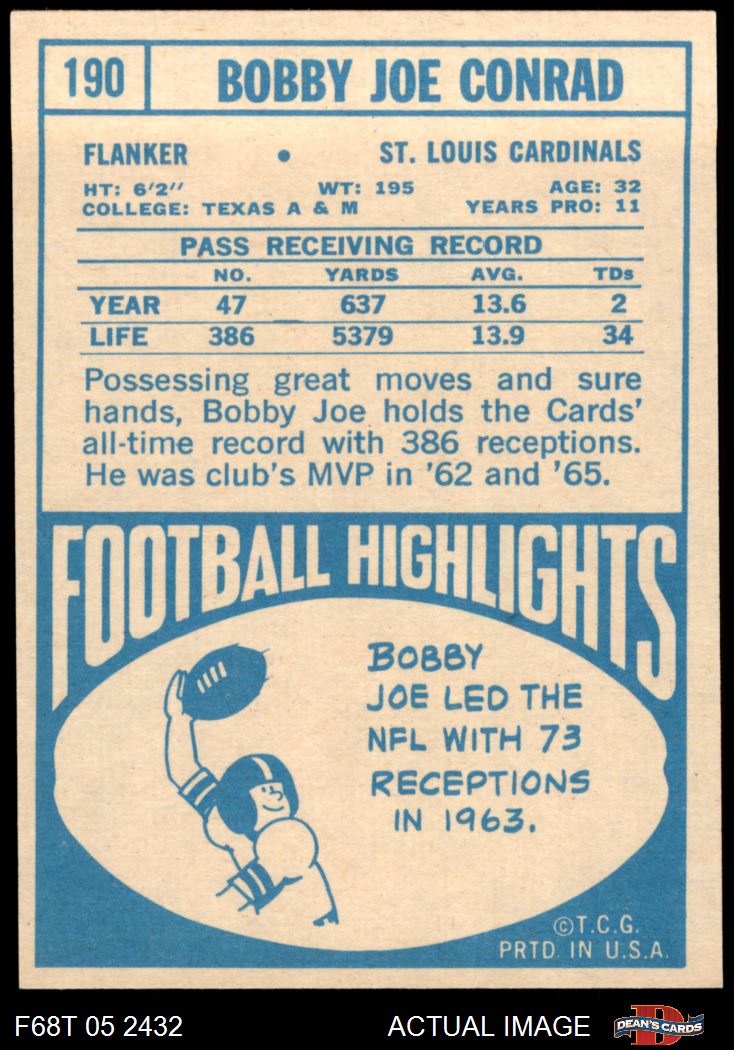 190 BOBBY JOE CONRAD
FLANKER • ST. LOUIS CARDINALS
HT: 6'2" WT: 195 AGE: 32
COLLEGE: TEXAS A & M YEARS PRO: 11
PASS RECEIVING RECORD
NO. YARDS AVG. TDs
YEAR 47 637 13.6 2
LIFE 386 5379 13.9 34
Possessing great moves and sure
hands, Bobby Joe holds the Cards'
all-time record with 386 receptions.
He was club's MVP in '62 and '65.
FOOTBALL HIGHLIGHTS
BOBBY
JOE LED THE
NFL WITH 73
RECEPTIONS
IN 1963.
©T.C.G.
PRTD. IN U.S.A.
F68T 05 2432 ACTUAL IMAGE D DEAN'S CARDS